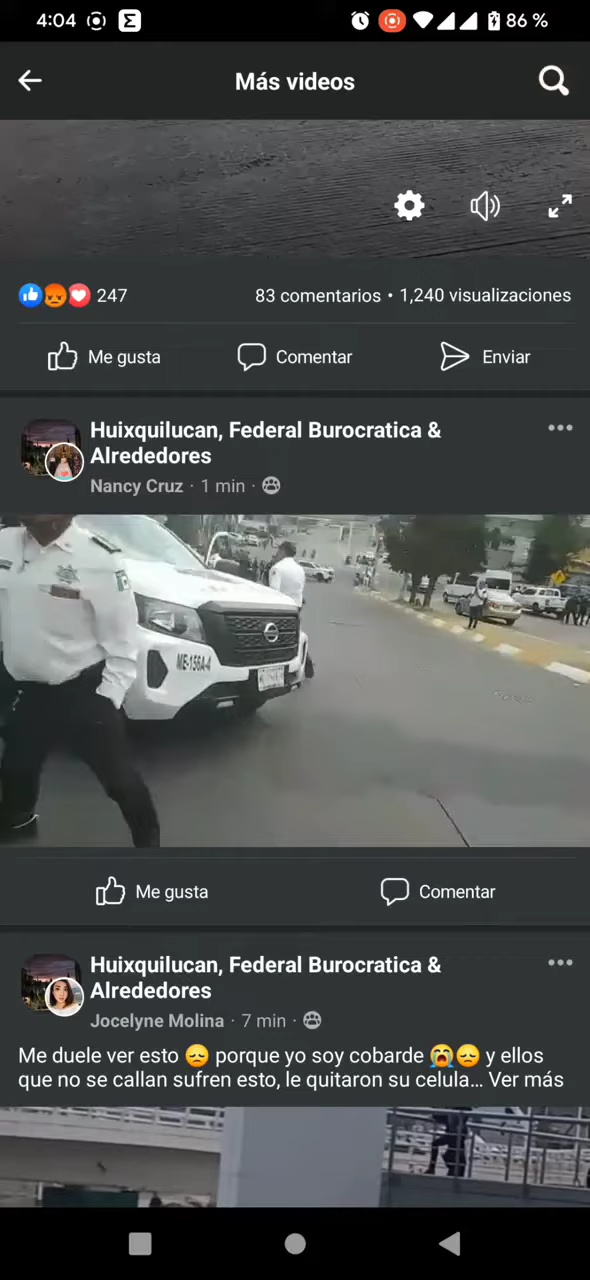 4:04
86 %
Más videos
247
83 comentarios • 1,240 visualizaciones
Me gusta
Comentar
Enviar
Huixquilucan, Federal Burocratica &
Alrededores
Nancy Cruz · 1 min ·
ME-156A-4
Me gusta
Comentar
Huixquilucan, Federal Burocratica &
Alrededores
Jocelyne Molina · 7 min ·
Me duele ver esto 😞 porque yo soy cobarde 😭😞 y ellos
que no se callan sufren esto, le quitaron su celula... Ver más